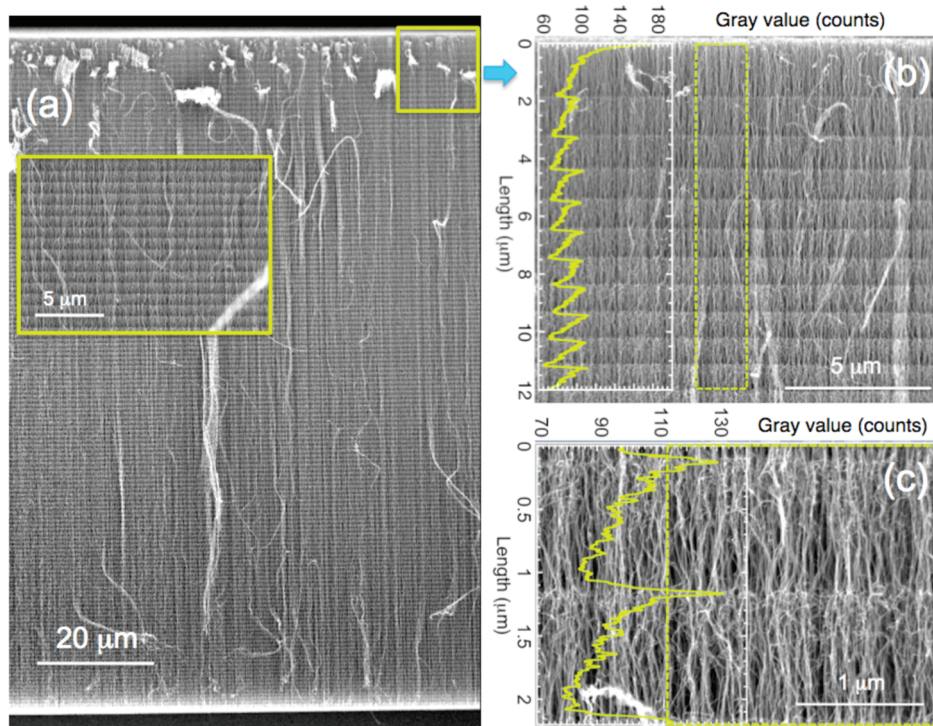 (a)
5 μm
20 μm
60 100 140 180
Gray value (counts)
(b)
0
2
4
6
8
10
12
Length (μm)
5 μm
70 90 110 130
Gray value (counts)
(c)
0
0.5
1
1.5
2
Length (μm)
1 μm